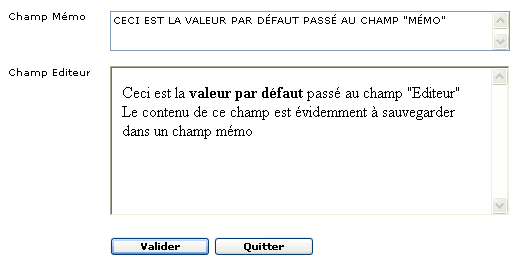 Champ Mémo
CECI EST LA VALEUR PAR DÉFAUT PASSÉ AU CHAMP "MÉMO"
Champ Editeur
Ceci est la valeur par défaut passé au champ "Editeur"
Le contenu de ce champ est évidemment à sauvegarder
dans un champ mémo
Valider
Quitter